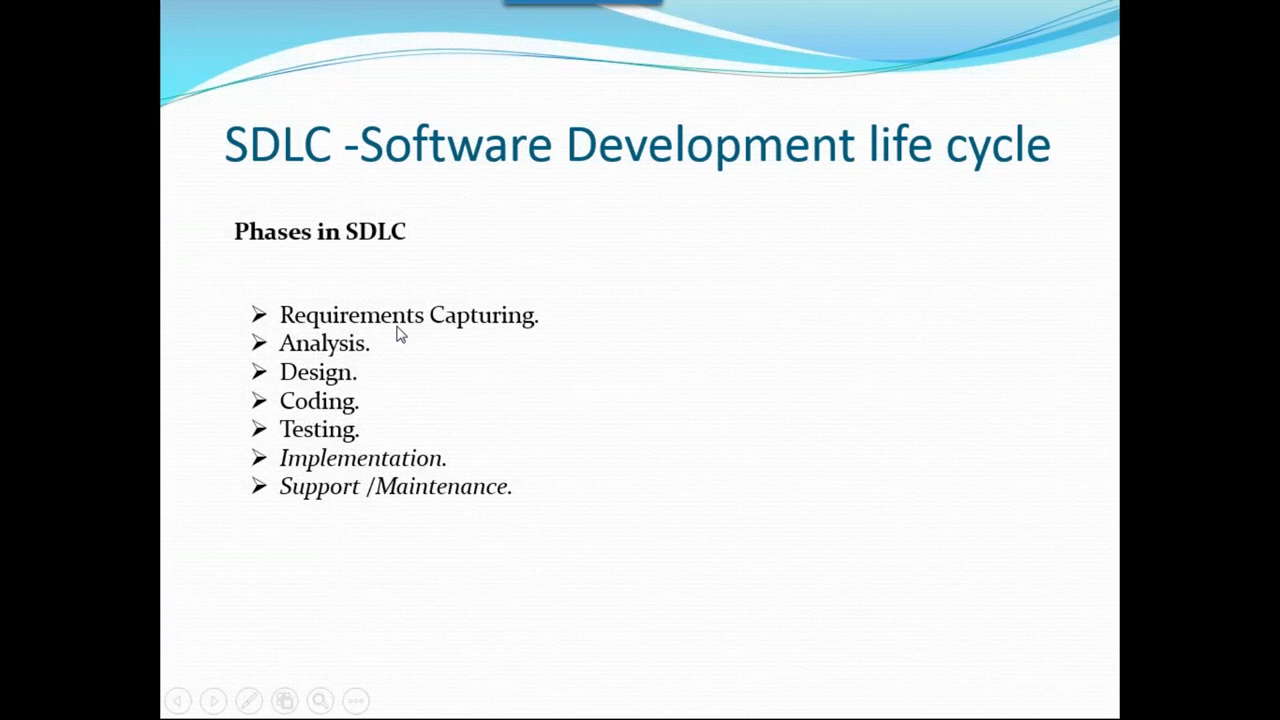 SDLC -Software Development life cycle
Phases in SDLC
Requirements Capturing.
Analysis.
Design.
Coding.
Testing.
Implementation.
Support /Maintenance.